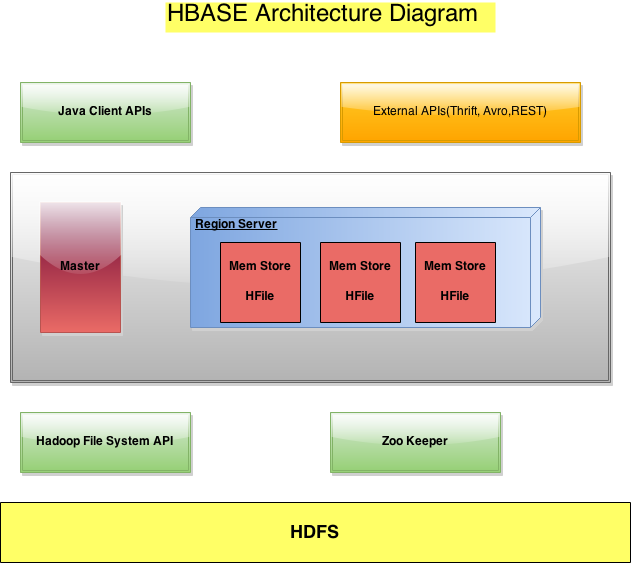 HBASE Architecture Diagram
Java Client APIs
External APIs(Thrift, Avro,REST)
Region Server
Master
Mem Store
HFile
Mem Store
HFile
Mem Store
HFile
Hadoop File System API
Zoo Keeper
HDFS